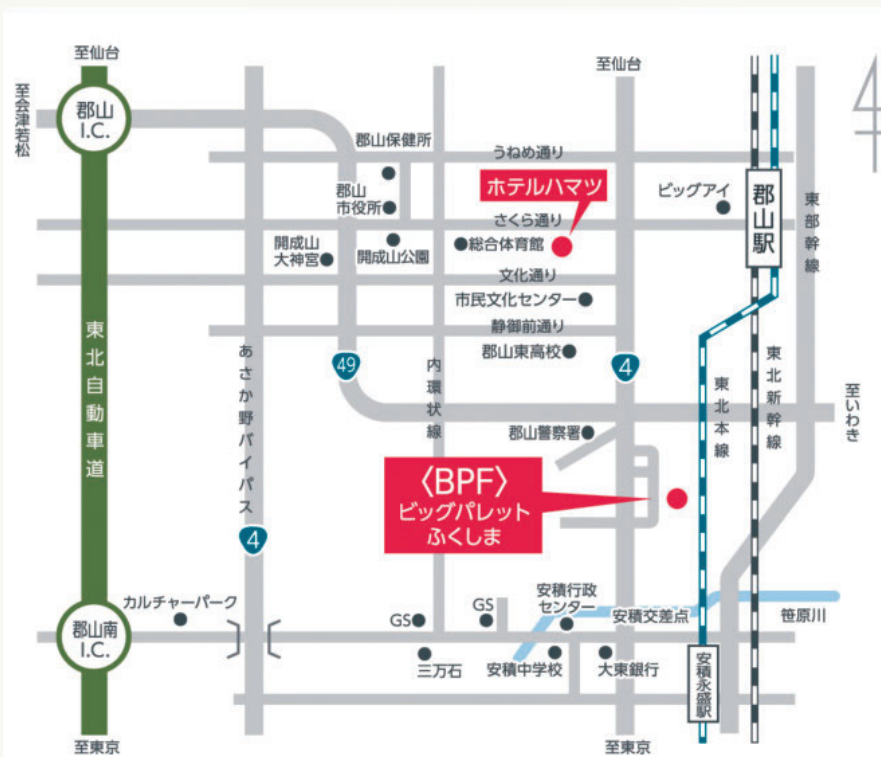 至仙台
至仙台
至会津若松
郡山
I.C.
郡山保健所
うねめ通り
ホテルハマツ
ビッグアイ
郡山
市役所
さくら通り
郡山駅
東部幹線
開成山
大神宮
開成山公園
総合体育館
文化通り
市民文化センター
静御前通り
郡山東高校
東北自動車道
あさか野バイパス
49
内環状線
4
東北本線
東北新幹線
至いわき
郡山警察署
〈BPF〉
ビッグパレット
ふくしま
4
カルチャーパーク
郡山南
I.C.
GS
GS
安積行政
センター
安積交差点
笹原川
三万石
安積中学校
大東銀行
安積永盛駅
至東京
至東京